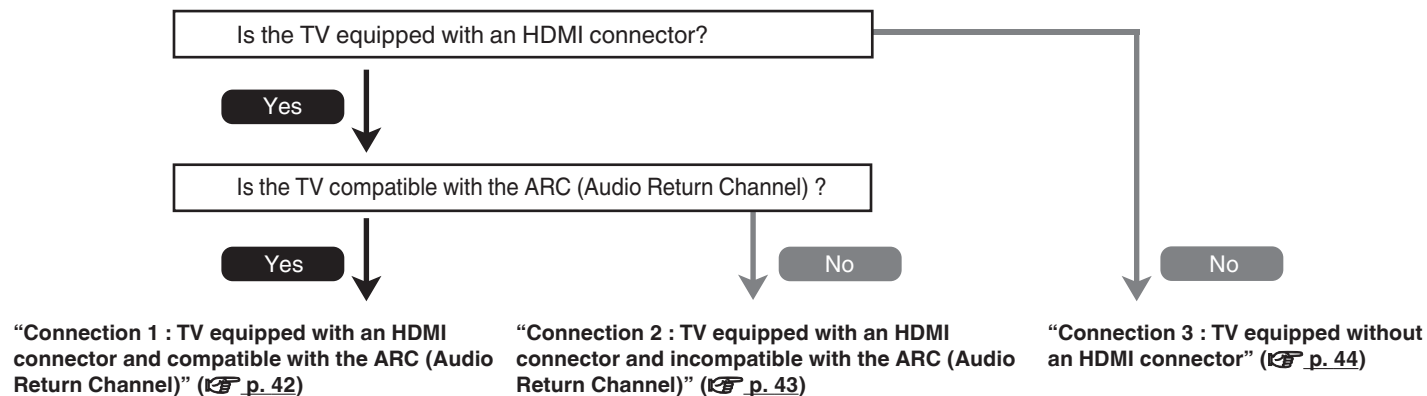 Is the TV equipped with an HDMI connector?
Yes
Is the TV compatible with the ARC (Audio Return Channel) ?
Yes
No
No
“Connection 1 : TV equipped with an HDMI
connector and compatible with the ARC (Audio
Return Channel)” (☞ p. 42)
“Connection 2 : TV equipped with an HDMI
connector and incompatible with the ARC (Audio
Return Channel)” (☞ p. 43)
“Connection 3 : TV equipped without
an HDMI connector” (☞ p. 44)